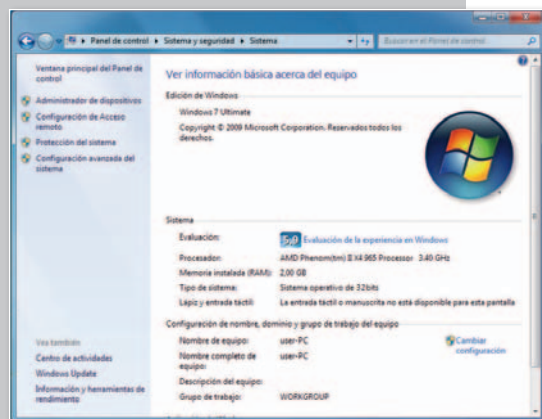 Panel de control ▸ Sistema y seguridad ▸ Sistema
Buscar en el Panel de control
Ventana principal del Panel de
control
Administrador de dispositivos
Configuración de Acceso
remoto
Protección del sistema
Configuración avanzada del
sistema
Vea también
Centro de actividades
Windows Update
Información y herramientas de
rendimiento
Ver información básica acerca del equipo
Edición de Windows
Windows 7 Ultimate
Copyright © 2009 Microsoft Corporation. Reservados todos los
derechos.
Sistema
Evaluación: Evaluación de la experiencia en Windows
Procesador: AMD Phenom(tm) II X4 965 Processor 3.40 GHz
Memoria instalada (RAM): 2,00 GB
Tipo de sistema: Sistema operativo de 32bits
Lápiz y entrada táctil: La entrada táctil o manuscrita no está disponible para esta pantalla
Configuración de nombre, dominio y grupo de trabajo del equipo
Nombre de equipo: user-PC
Cambiar
configuración
Nombre completo de user-PC
equipo:
Descripción del equipo:
Grupo de trabajo: WORKGROUP